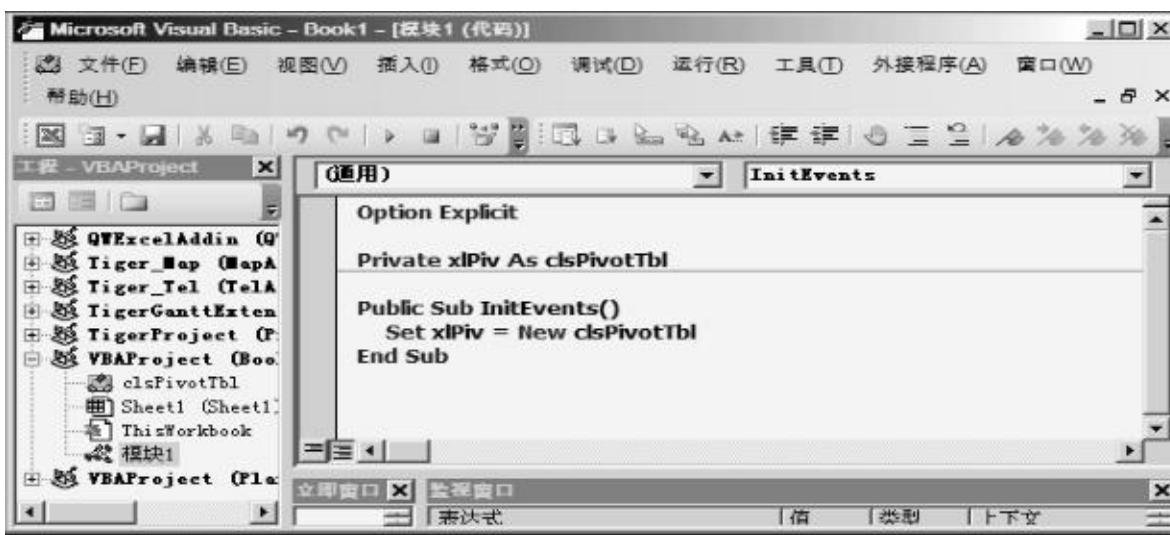 Microsoft Visual Basic – Book1 – [模块1 (代码)]
文件(F) 编辑(E) 视图(V) 插入(I) 格式(O) 调试(D) 运行(R) 工具(T) 外接程序(A) 窗口(W)
帮助(H)
工程 – VBAProject
(通用)
InitEvents
QWExcelAddin (Q
Tiger_Map (MapA
Tiger_Tel (TelA
TigerGanttExten
TigerProject (P
VBAProject (Boo
clsPivotTbl
Sheet1 (Sheet1)
ThisWorkbook
模块1
VBAProject (Pla
Option Explicit
Private xlPiv As clsPivotTbl
Public Sub InitEvents()
Set xlPiv = New clsPivotTbl
End Sub
立即窗口
监视窗口
表达式 值 类型 上下文